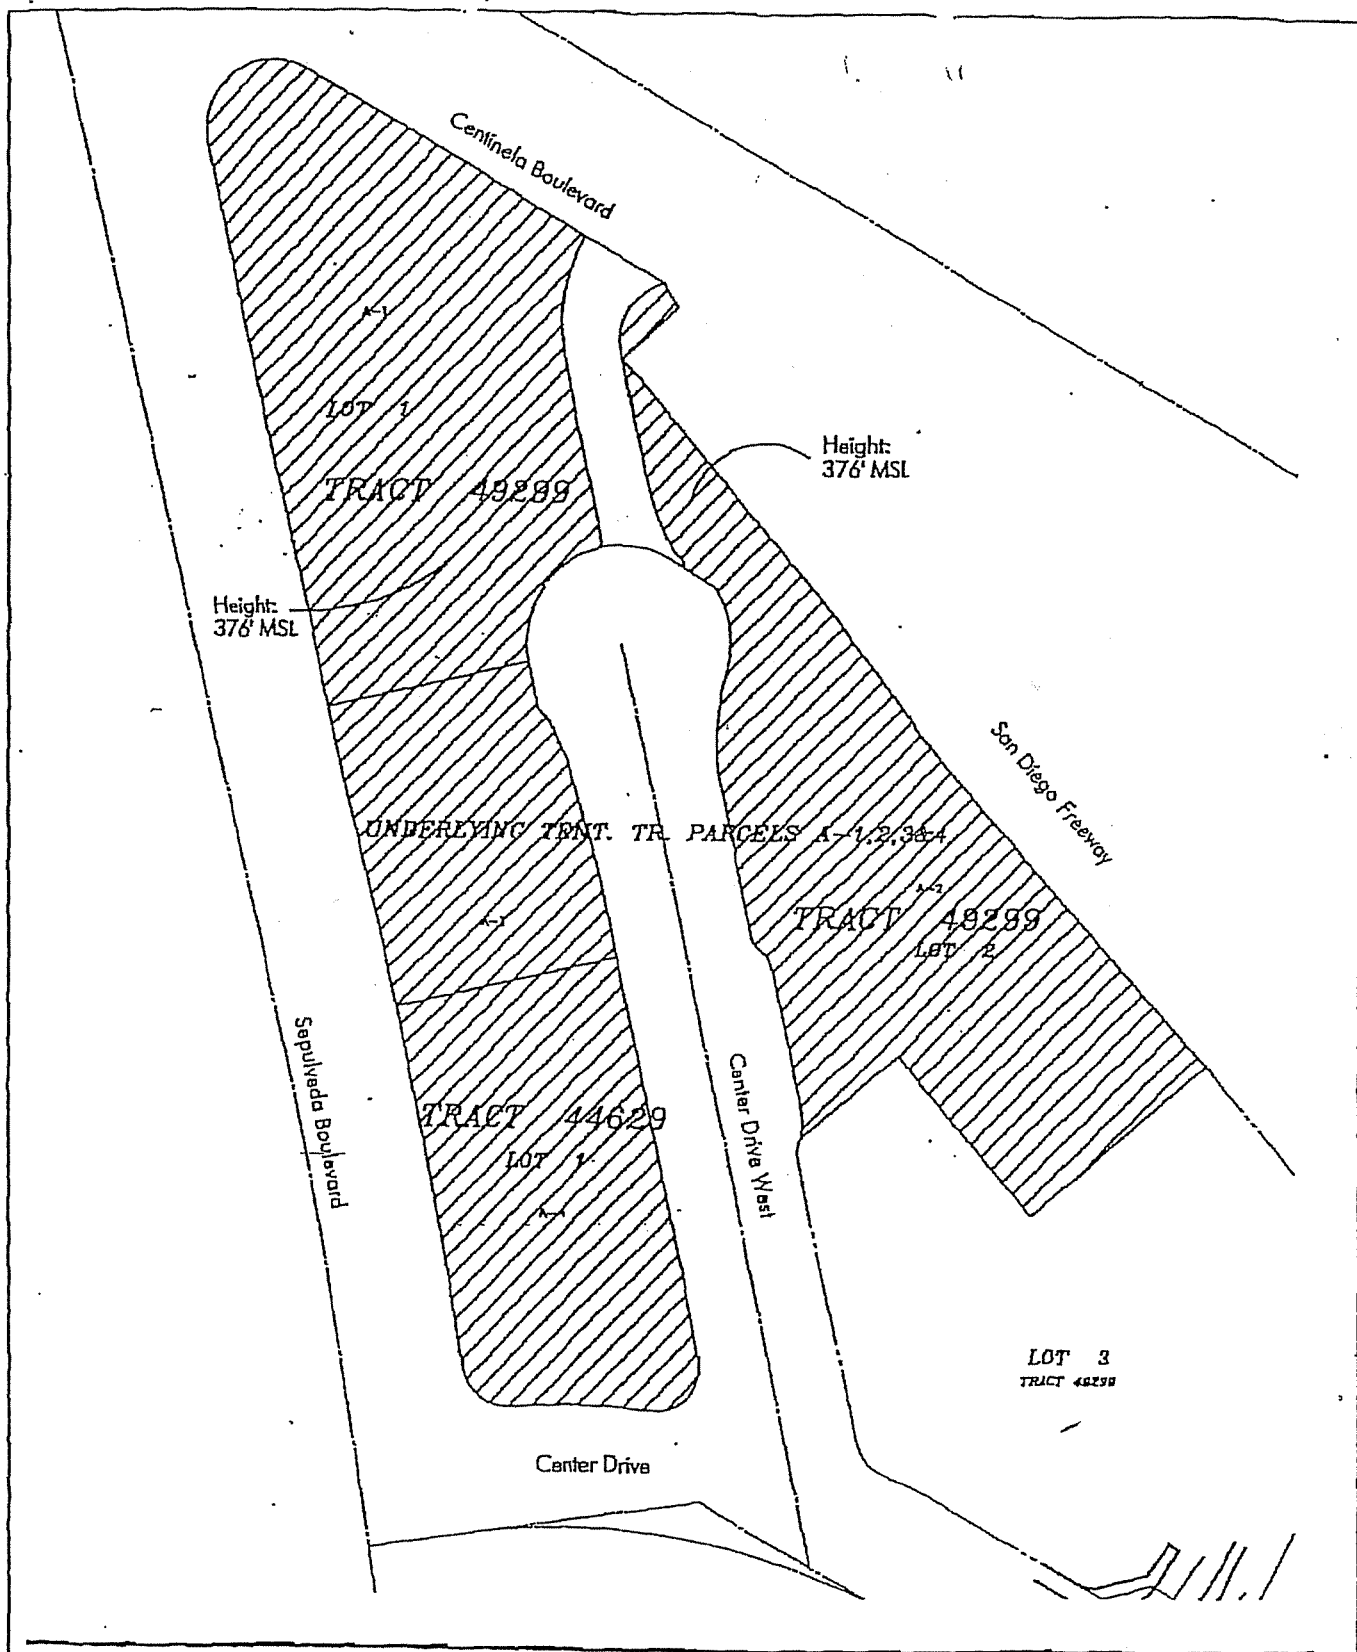 Centinela Boulevard
A-1
LOT 1
TRACT 49299
Height:
376' MSL
Height:
376' MSL
San Diego Freeway
UNDERLYING TENT. TR. PARCELS A-1,2,3&4
A-2
TRACT 49299
LOT 2
Sepulveda Boulevard
Center Drive West
TRACT 44629
LOT 1
LOT 3
TRACT 49299
Center Drive